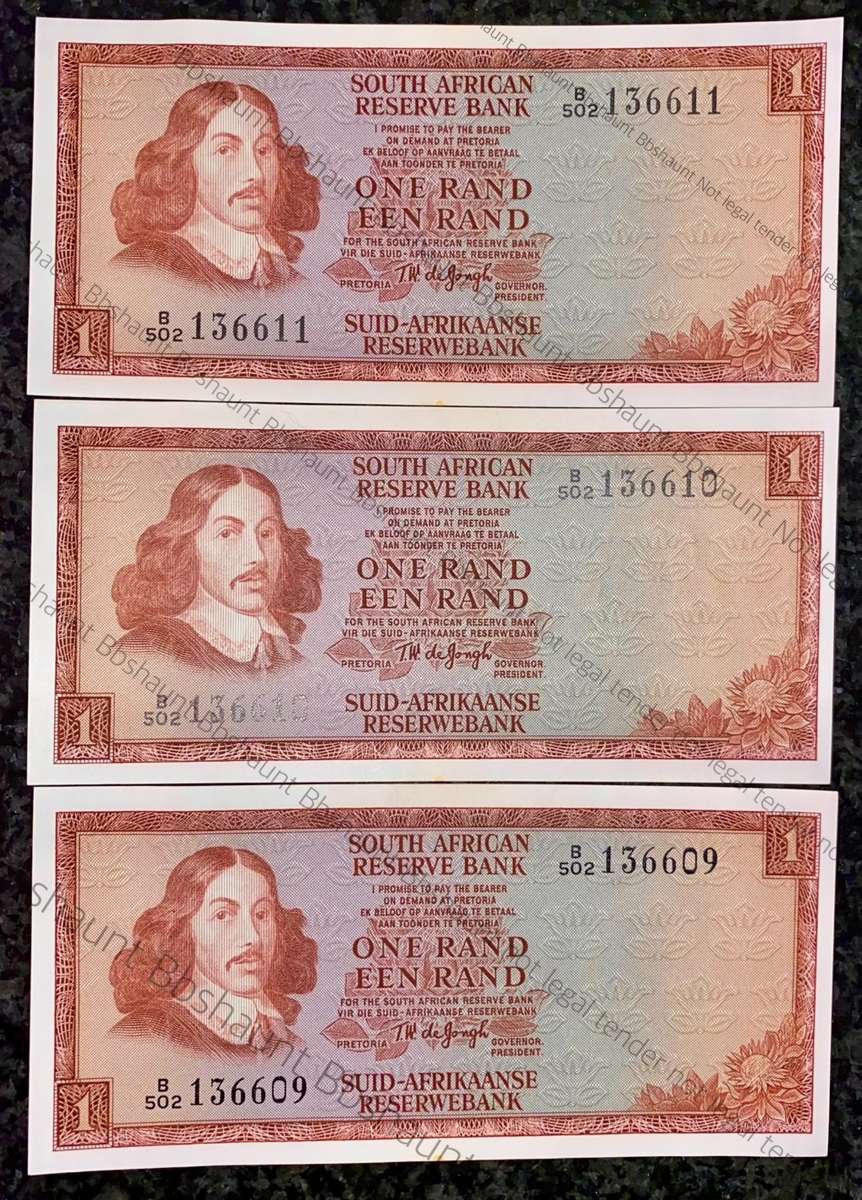 1
SOUTH AFRICAN
RESERVE BANK
B/502 136611
I PROMISE TO PAY THE BEARER
ON DEMAND AT PRETORIA
EK BELOOF OP AANVRAAG TE BETAAL
AAN TOONDER TE PRETORIA
ONE RAND
EEN RAND
FOR THE SOUTH AFRICAN RESERVE BANK
VIR DIE SUID-AFRIKAANSE RESERWEBANK
T.W. de Jongh
PRETORIA GOVERNOR.
PRESIDENT.
B/502 136611
SUID-AFRIKAANSE
RESERWEBANK
1
1
SOUTH AFRICAN
RESERVE BANK
B/502 136610
I PROMISE TO PAY THE BEARER
ON DEMAND AT PRETORIA
EK BELOOF OP AANVRAAG TE BETAAL
AAN TOONDER TE PRETORIA
ONE RAND
EEN RAND
FOR THE SOUTH AFRICAN RESERVE BANK
VIR DIE SUID-AFRIKAANSE RESERWEBANK
T.W. de Jongh
PRETORIA GOVERNOR.
PRESIDENT.
B/502 136610
SUID-AFRIKAANSE
RESERWEBANK
1
1
SOUTH AFRICAN
RESERVE BANK
B/502 136609
I PROMISE TO PAY THE BEARER
ON DEMAND AT PRETORIA
EK BELOOF OP AANVRAAG TE BETAAL
AAN TOONDER TE PRETORIA
ONE RAND
EEN RAND
FOR THE SOUTH AFRICAN RESERVE BANK
VIR DIE SUID-AFRIKAANSE RESERWEBANK
T.W. de Jongh
PRETORIA GOVERNOR.
PRESIDENT.
B/502 136609
SUID-AFRIKAANSE
RESERWEBANK
1
Bbshaunt Bbshaunt Not legal tender